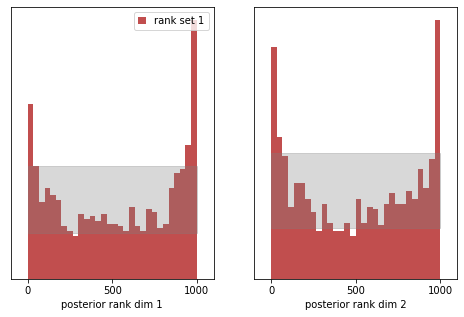 rank set 1
0 500 1000
posterior rank dim 1
0 500 1000
posterior rank dim 2